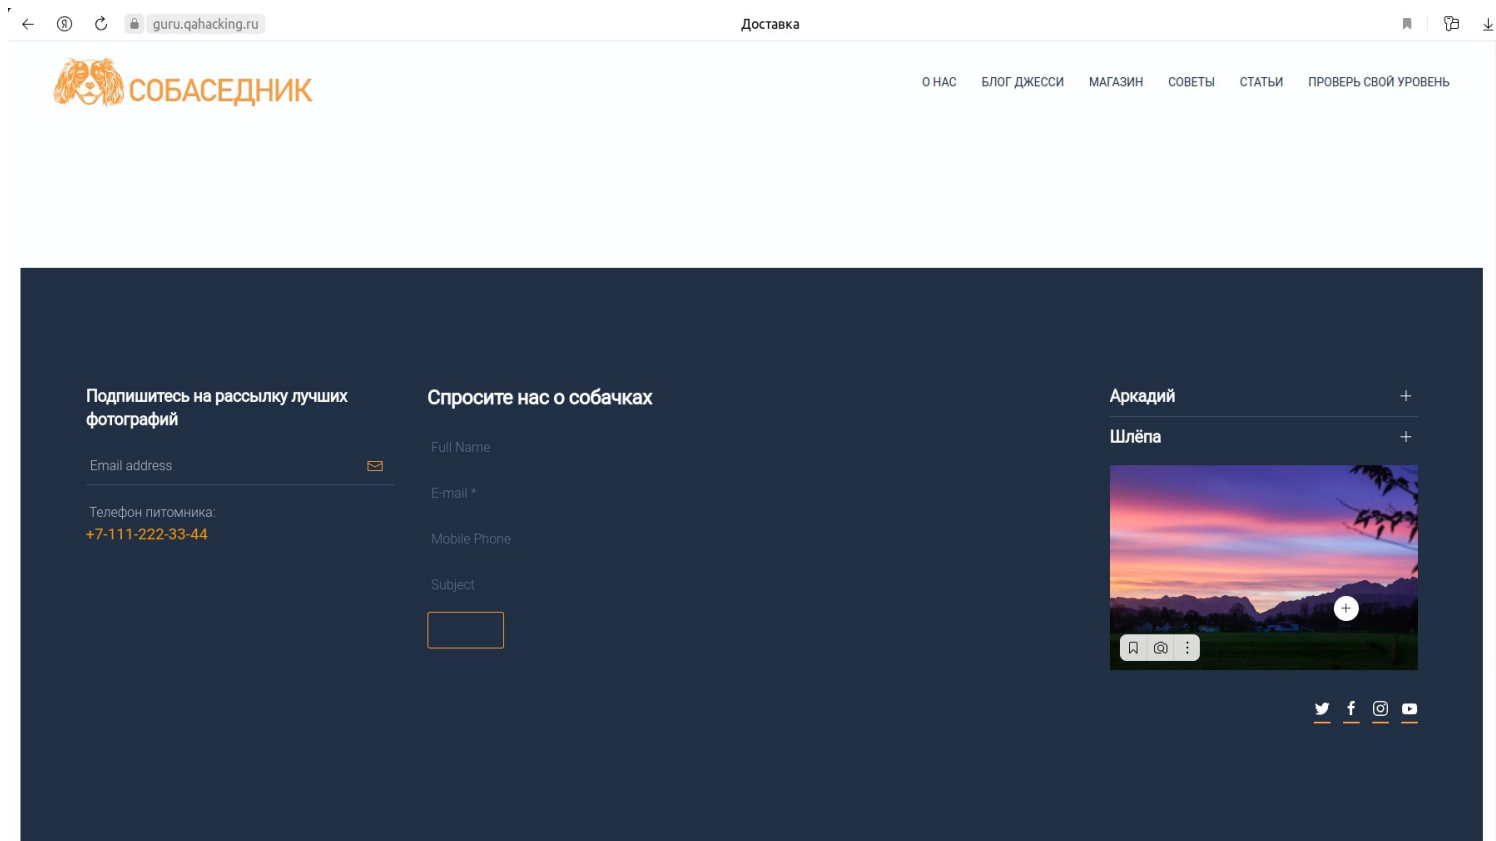 guru.qahacking.ru
Доставка
СОБАСЕДНИК
О НАС БЛОГ ДЖЕССИ МАГАЗИН СОВЕТЫ СТАТЬИ ПРОВЕРЬ СВОЙ УРОВЕНЬ
Подпишитесь на рассылку лучших
фотографий
Email address
Телефон питомника:
+7-111-222-33-44
Спросите нас о собачках
Full Name
E-mail *
Mobile Phone
Subject
Аркадий
Шлёпа